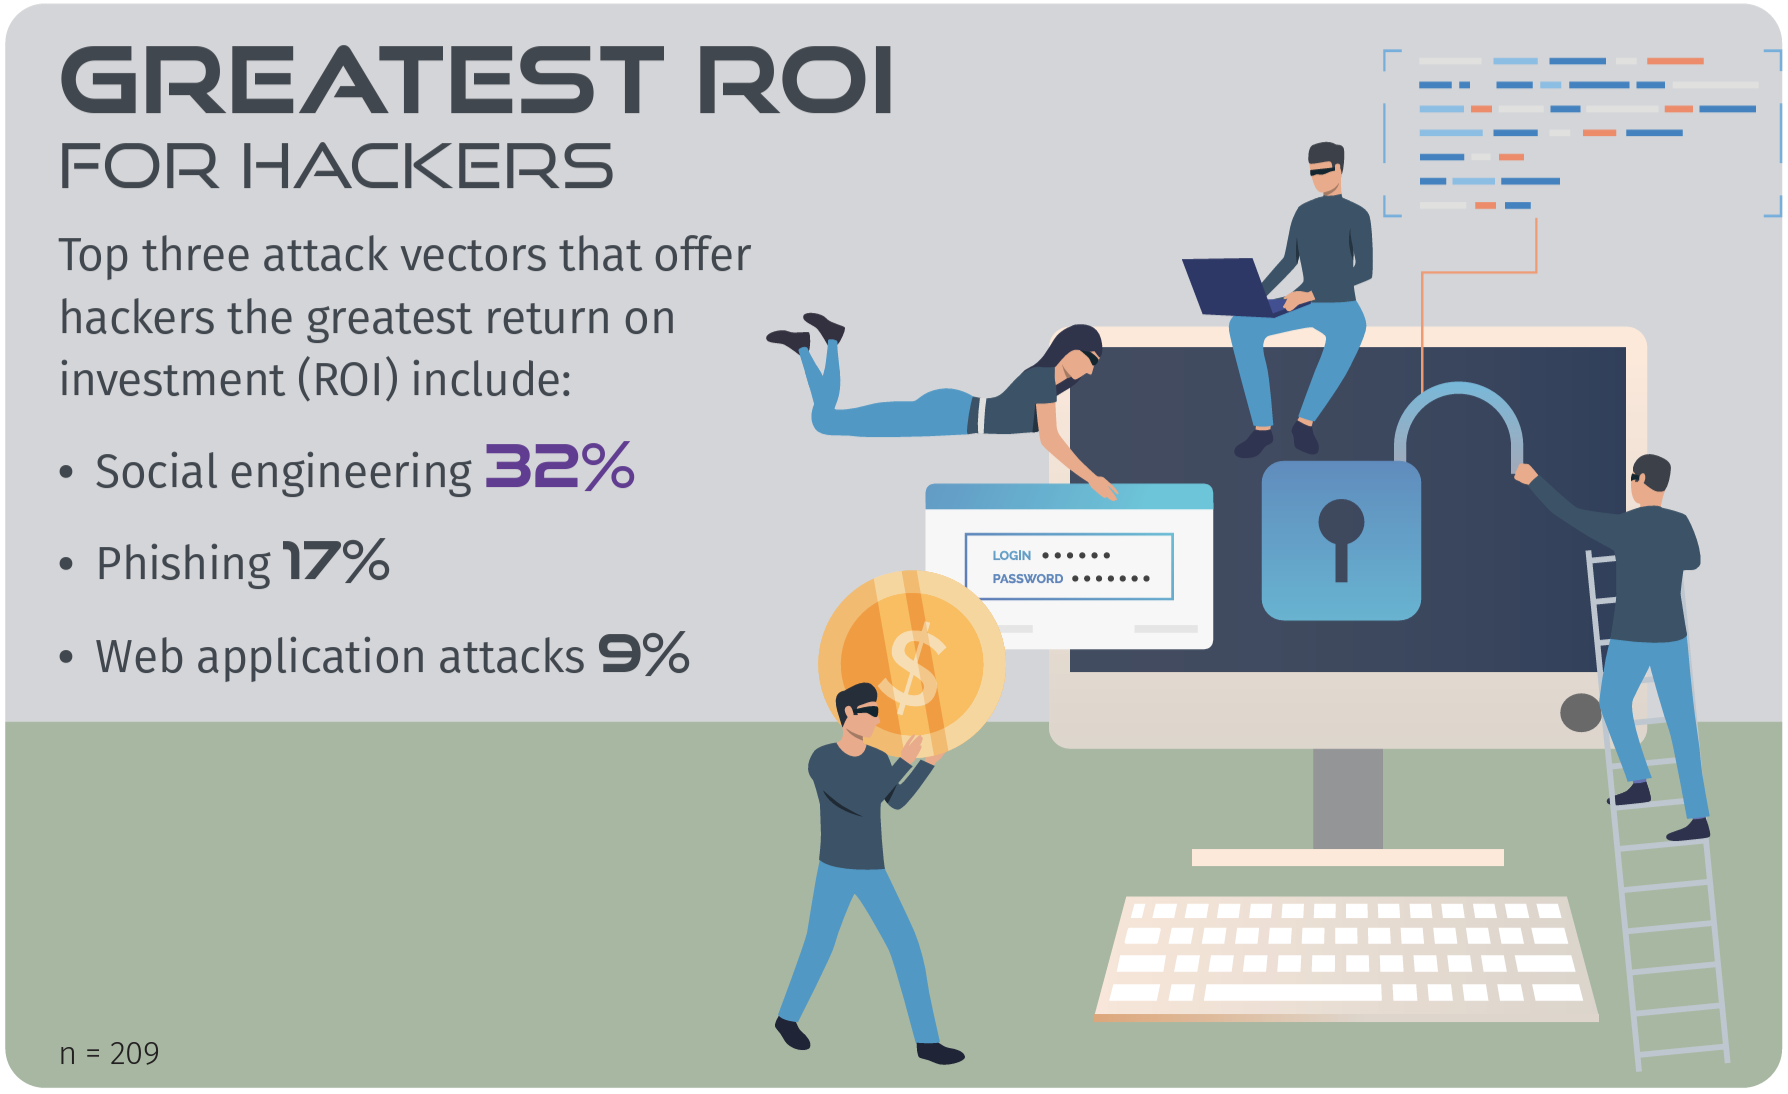 GREATEST ROI
FOR HACKERS
Top three attack vectors that offer
hackers the greatest return on
investment (ROI) include:
• Social engineering 32%
• Phishing 17%
• Web application attacks 9%
LOGIN ••••••
PASSWORD •••••••
$
n = 209